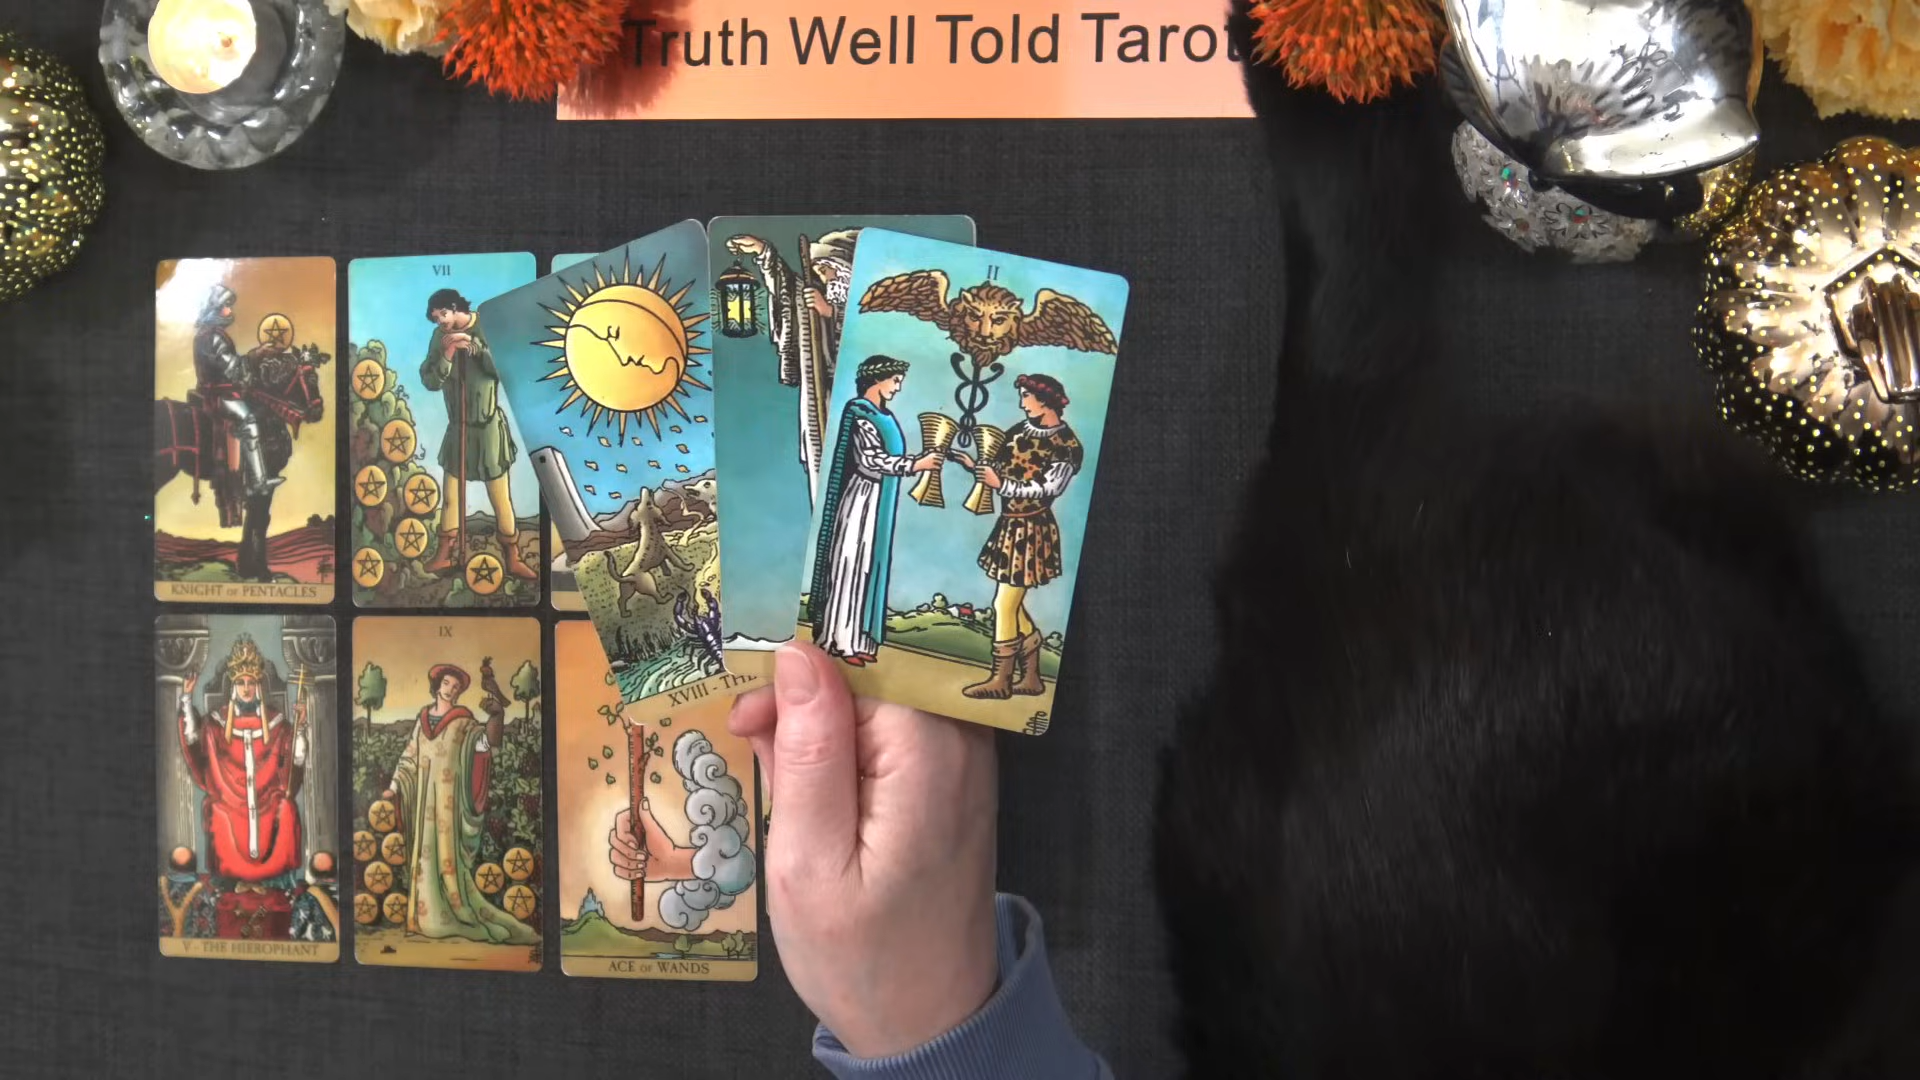 Truth Well Told Tarot
VII
II
KNIGHT OF PENTACLES
IX
XVIII - THE
V - THE HIEROPHANT
ACE OF WANDS